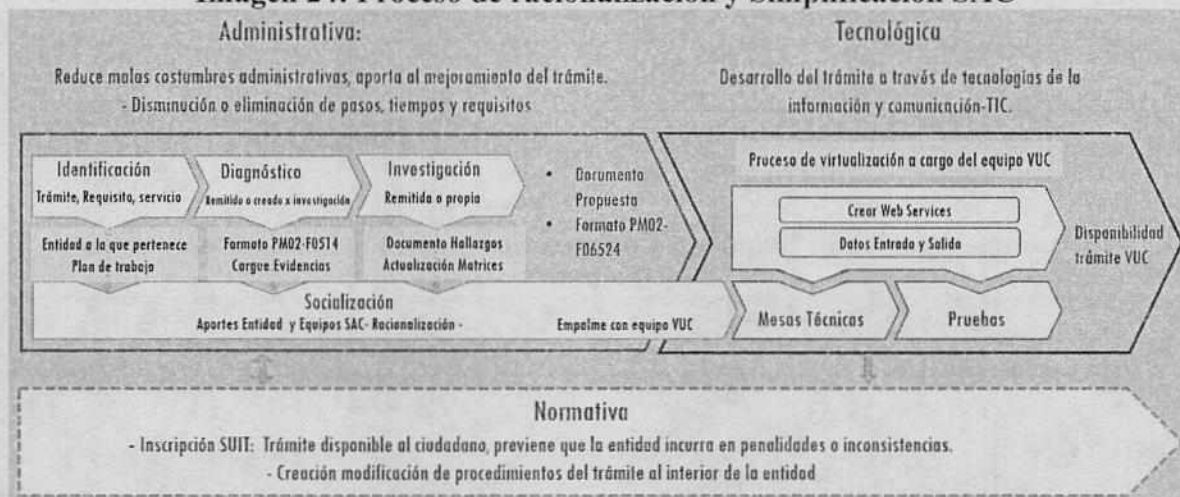 Imagen 24. Proceso de racionalización y Simplificación SAC
Administrativa:
Reduce malas costumbres administrativas, aporta al mejoramiento del trámite.
- Disminución o eliminación de pasos, tiempos y requisitos
Tecnológica
Desarrollo del trámite a través de tecnologías de la
información y comunicación-TIC.
Identificación
Trámite, Requisito, servicio
Diagnóstico
Remitido o creado x investigación
Investigación
Remitida o propia
• Documento
Propuesta
• Formato PM02-
F06524
Entidad a la que pertenece
Plan de trabajo
Formato PM02-F0514
Cargue Evidencias
Documento Hallazgos
Actualización Matrices
Socialización
Aportes Entidad y Equipos SAC- Racionalización -
Empalme con equipo VUC
Proceso de virtualización a cargo del equipo VUC
Crear Web Services
Datos Entrada y Salida
Mesas Técnicas
Pruebas
Disponibilidad
trámite VUC
Normativa
- Inscripción SUIT: Trámite disponible al ciudadano, previene que la entidad incurra en penalidades o inconsistencias.
- Creación modificación de procedimientos del trámite al interior de la entidad